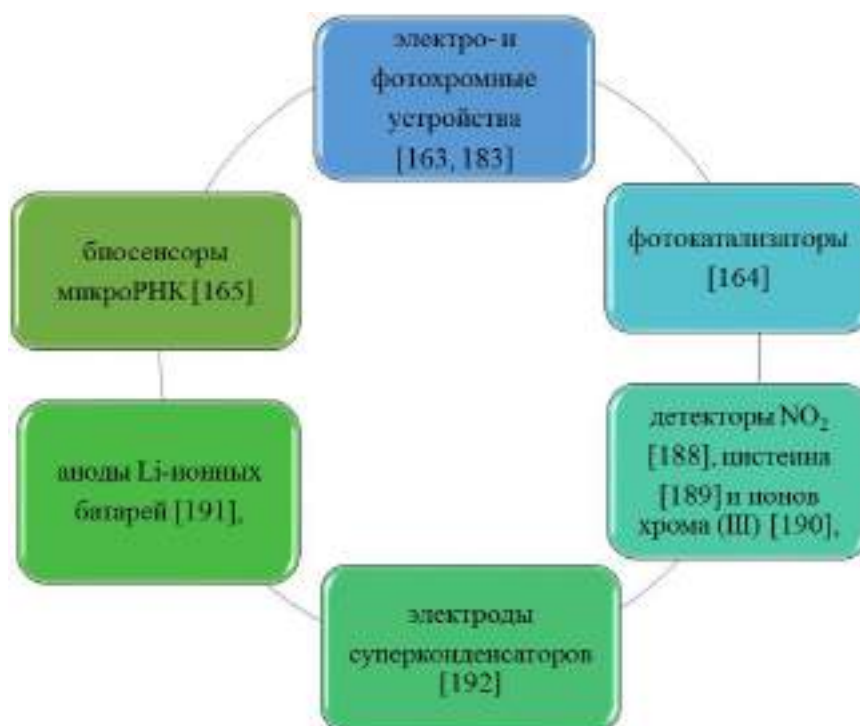 электро- и
фотохромные
устройства
[163, 183]
фотокатализаторы
[164]
детекторы NO₂
[188], цистеина
[189] и ионов
хрома (III) [190],
электроды
суперконденсаторов
[192]
аноды Li-ионных
батарей [191],
биосенсоры
микроРНК [165]